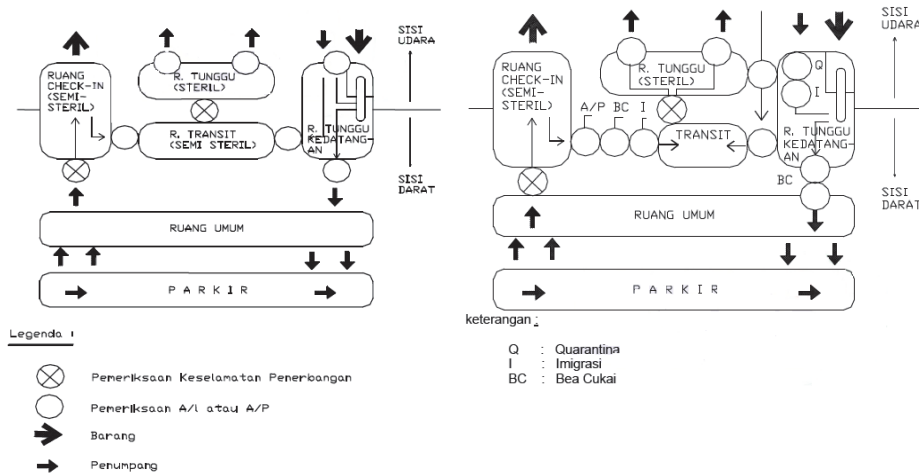 SISI
UDARA
RUANG
CHECK-IN
(SEMI-
STERIL)
R. TUNGGU
(STERIL)
R. TRANSIT
(SEMI STERIL)
R. TUNGGU
KEDATANG-
AN
SISI
DARAT
RUANG UMUM
PARKIR
Legenda :
Pemeriksaan Keselamatan Penerbangan
Pemeriksaan A/L atau A/P
Barang
Penumpang
SISI
UDARA
RUANG
CHECK-IN
(SEMI-
STERIL)
R. TUNGGU
(STERIL)
A/P BC I
TRANSIT
Q
I
R. TUNGGU
KEDATANG-
AN
BC
SISI
DARAT
RUANG UMUM
PARKIR
keterangan :
Q : Quarantina
I : Imigrasi
BC : Bea Cukai